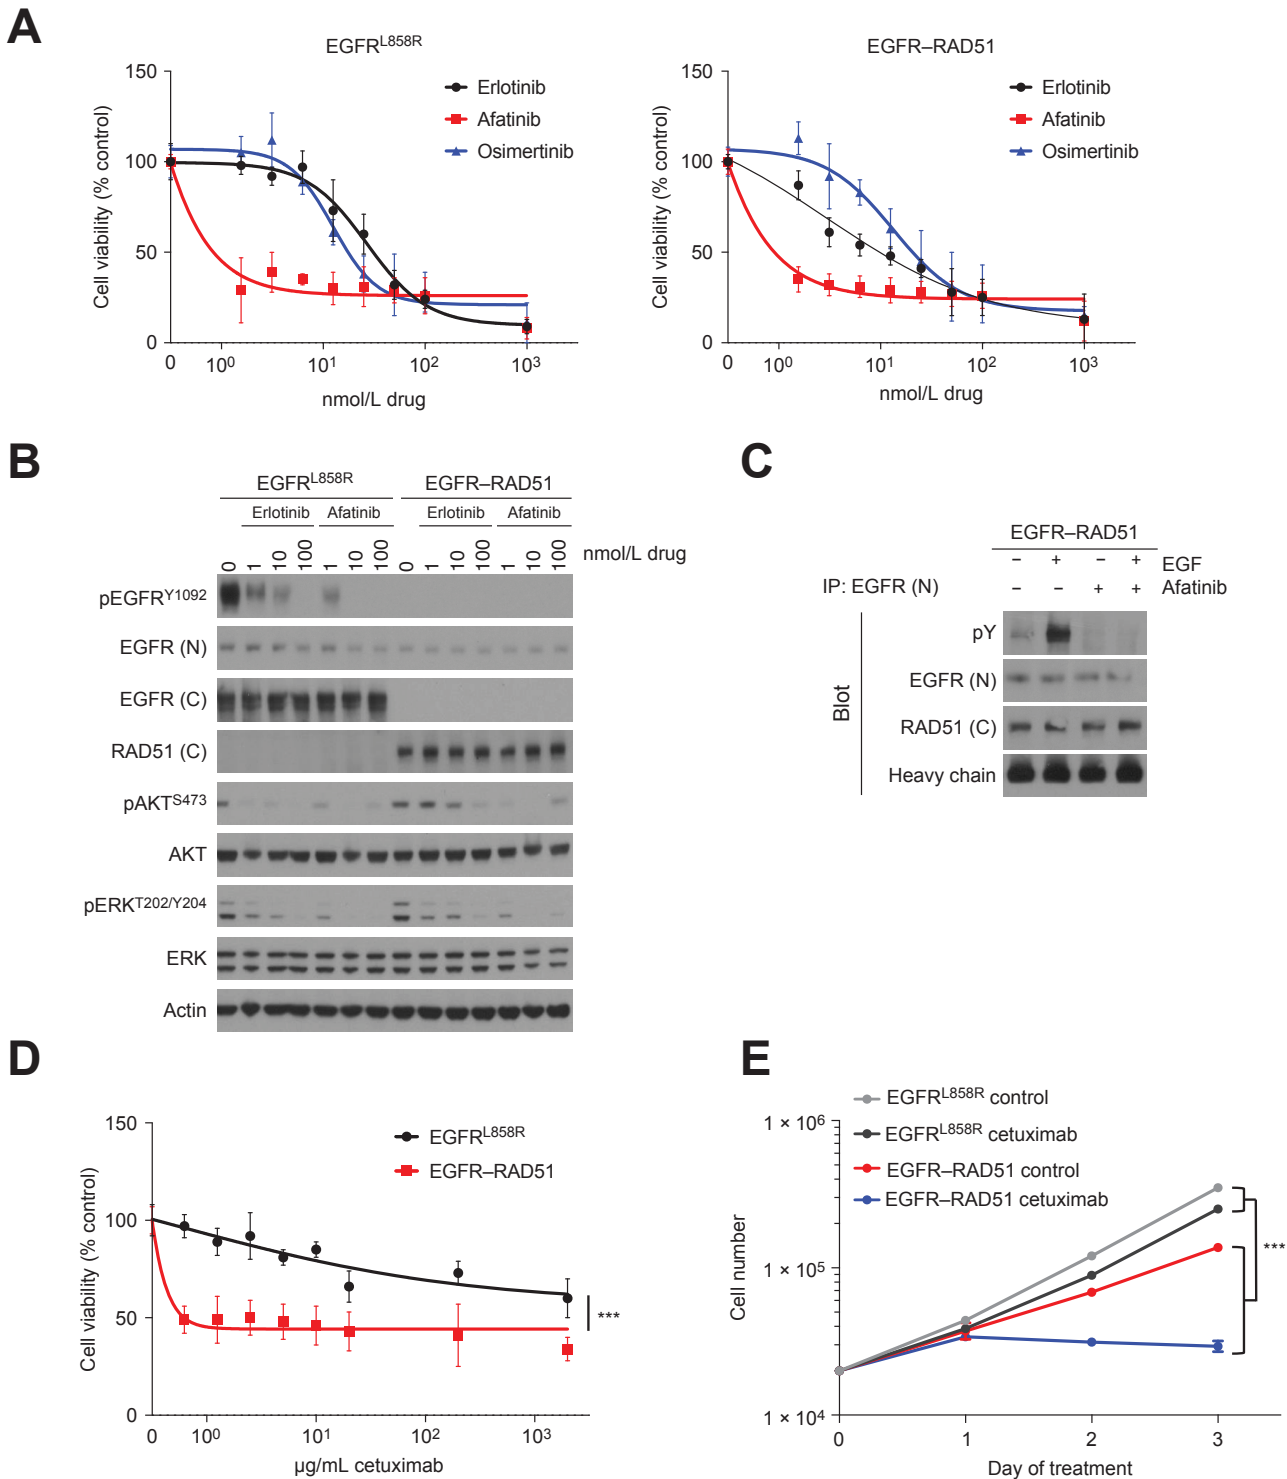 A
EGFRL858R
150
100
50
0
Cell viability (% control)
0
10⁰
10¹
10²
10³
nmol/L drug
Erlotinib
Afatinib
Osimertinib
EGFR–RAD51
150
100
50
0
Cell viability (% control)
0
10⁰
10¹
10²
10³
nmol/L drug
Erlotinib
Afatinib
Osimertinib
B
EGFRL858R EGFR–RAD51
Erlotinib Afatinib Erlotinib Afatinib
0 1 10 100 1 10 100 0 1 10 100 1 10 100 nmol/L drug
pEGFRY1092
EGFR (N)
EGFR (C)
RAD51 (C)
pAKTS473
AKT
pERKT202/Y204
ERK
Actin
C
EGFR–RAD51
– + – + EGF
IP: EGFR (N) – – + + Afatinib
Blot
pY
EGFR (N)
RAD51 (C)
Heavy chain
D
150
100
50
0
Cell viability (% control)
EGFRL858R
EGFR–RAD51
***
0
10⁰
10¹
10²
10³
µg/mL cetuximab
E
EGFRL858R control
EGFRL858R cetuximab
EGFR–RAD51 control
EGFR–RAD51 cetuximab
1 × 10⁶
1 × 10⁵
1 × 10⁴
Cell number
***
0
1
2
3
Day of treatment